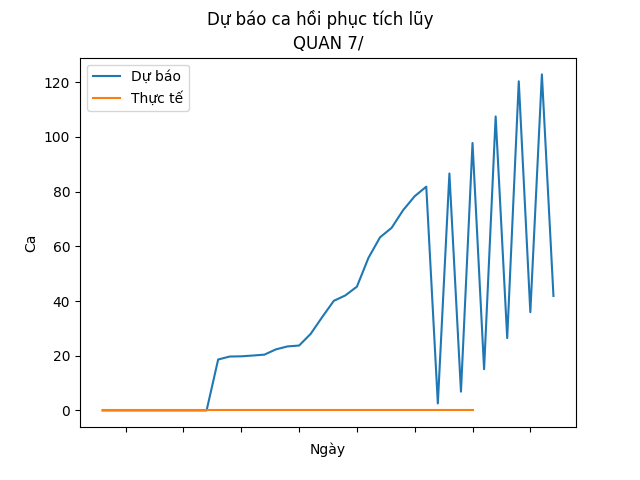 Dự báo ca hồi phục tích lũy
QUAN 7/
Dự báo
Thực tế
120
100
80
60
40
20
0
Ca
Ngày